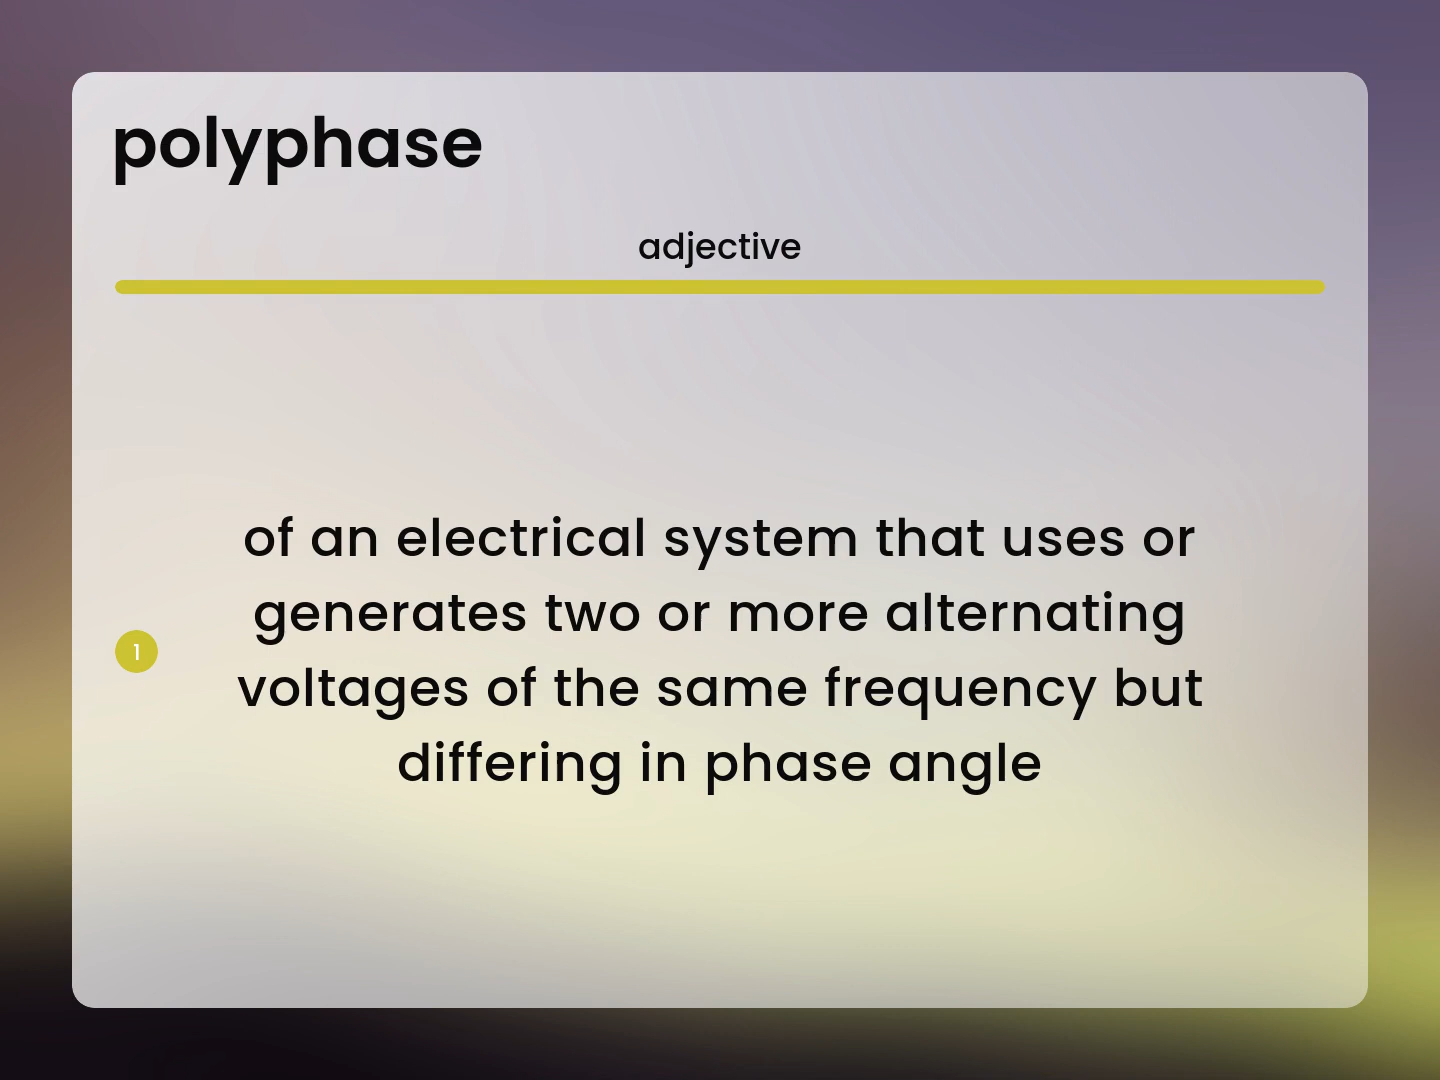 polyphase
adjective
of an electrical system that uses or
generates two or more alternating
1
voltages of the same frequency but
differing in phase angle